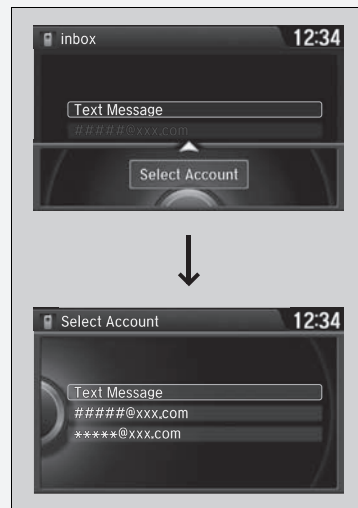 inbox 12:34
Text Message
#####@xxx.com
Select Account
Select Account 12:34
Text Message
#####@xxx.com
*****@xxx.com